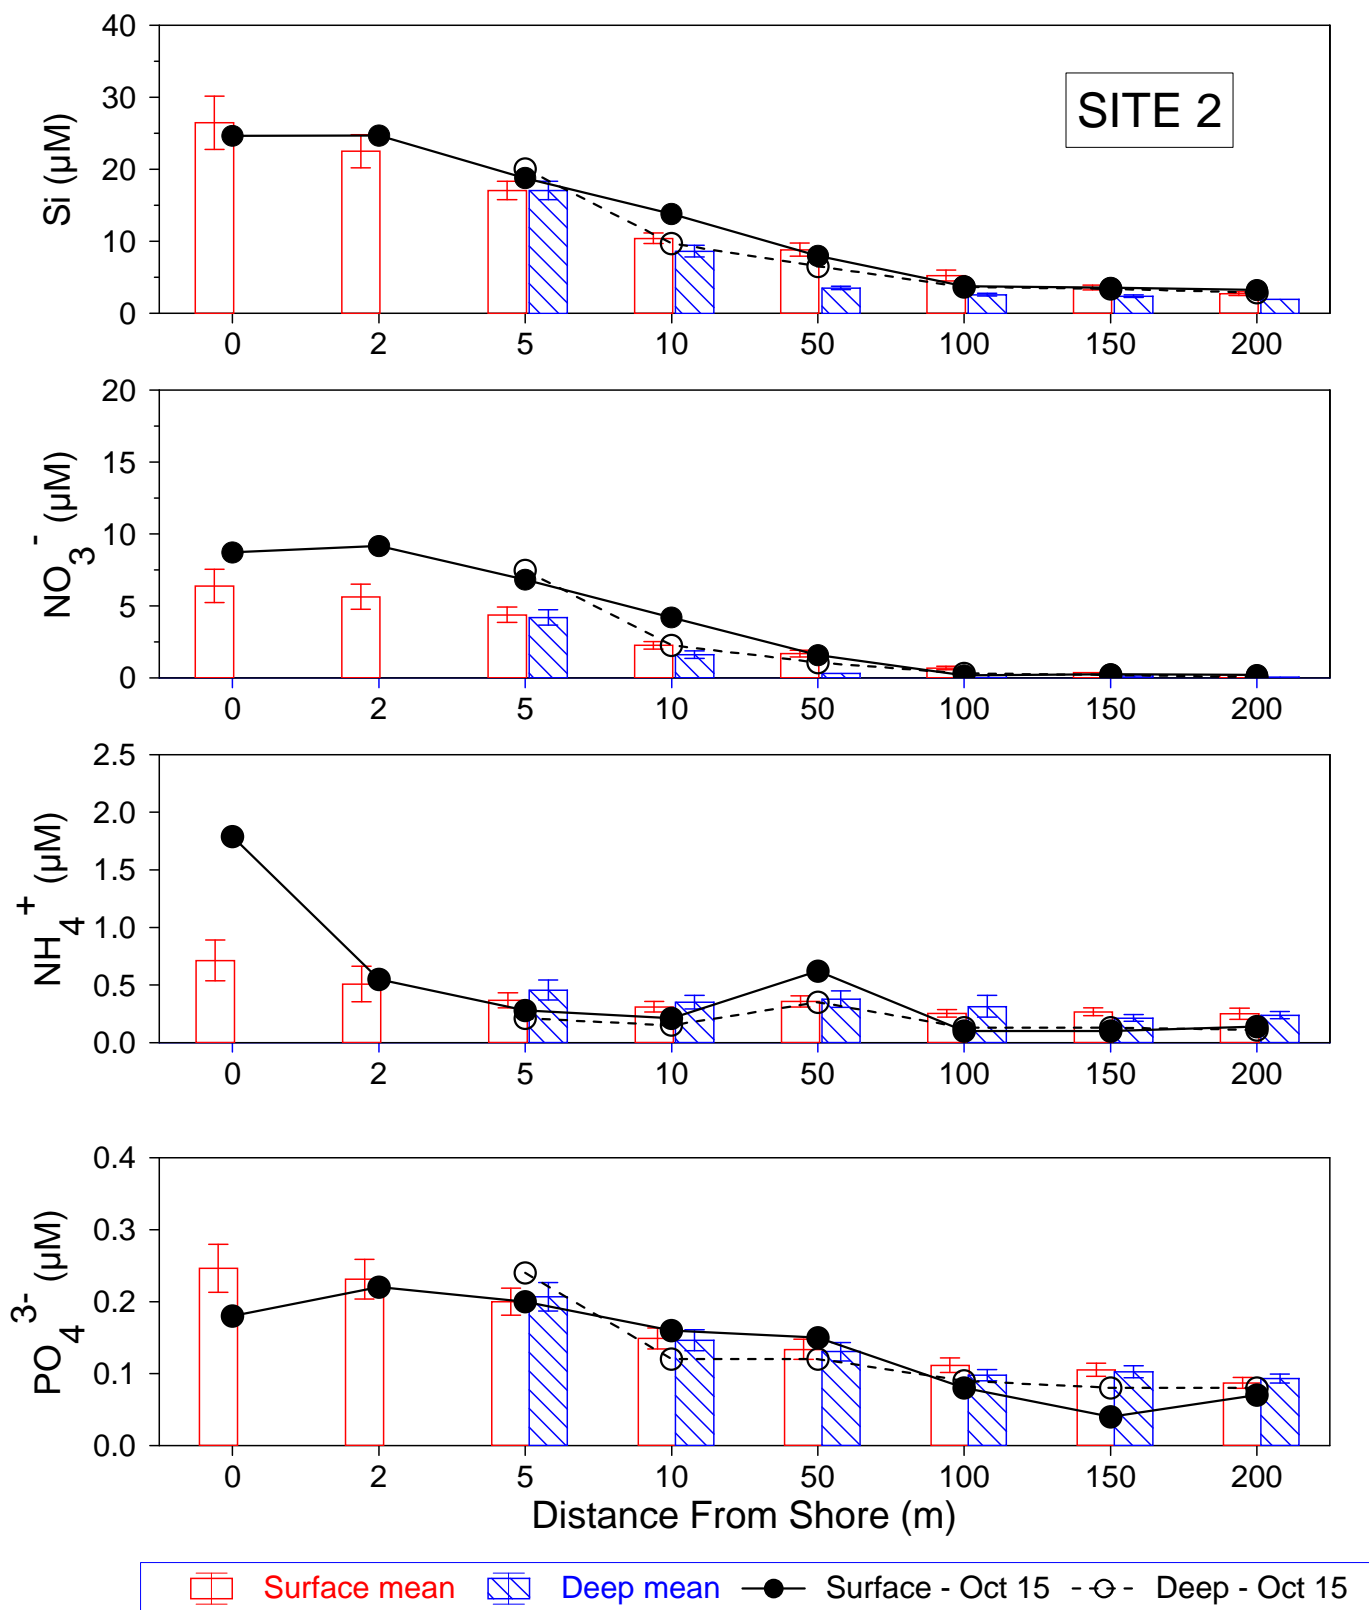 40
30
20
10
0
Si (µM)
SITE 2
0 2 5 10 50 100 150 200
20
15
10
5
0
NO3- (µM)
0 2 5 10 50 100 150 200
2.5
2.0
1.5
1.0
0.5
0.0
NH4+ (µM)
0 2 5 10 50 100 150 200
0.4
0.3
0.2
0.1
0.0
PO43- (µM)
0 2 5 10 50 100 150 200
Distance From Shore (m)
Surface mean Deep mean Surface - Oct 15 Deep - Oct 15